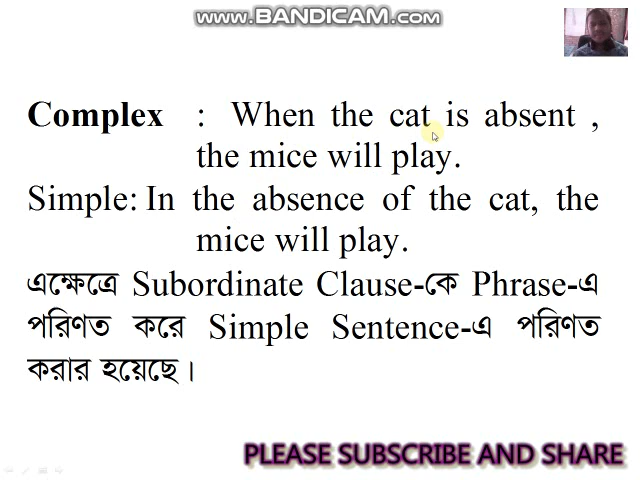 www.BANDICAM.com
Complex : When the cat is absent ,
the mice will play.
Simple: In the absence of the cat, the
mice will play.
এক্ষেত্রে Subordinate Clause-কে Phrase-এ
পরিণত করে Simple Sentence-এ পরিণত
করার হয়েছে।
PLEASE SUBSCRIBE AND SHARE